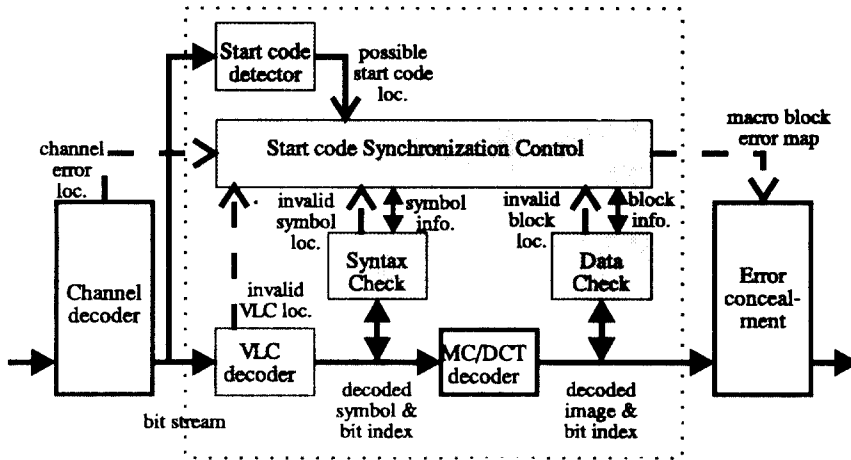 Start code
detector
possible
start code
loc.
macro block
error map
channel
error
loc.
Start code Synchronization Control
invalid
symbol
loc.
symbol
info.
invalid
block
loc.
block
info.
Channel
decoder
Syntax
Check
Data
Check
Error
conceal-
ment
invalid
VLC loc.
VLC
decoder
MC/DCT
decoder
bit stream
decoded
symbol &
bit index
decoded
image &
bit index